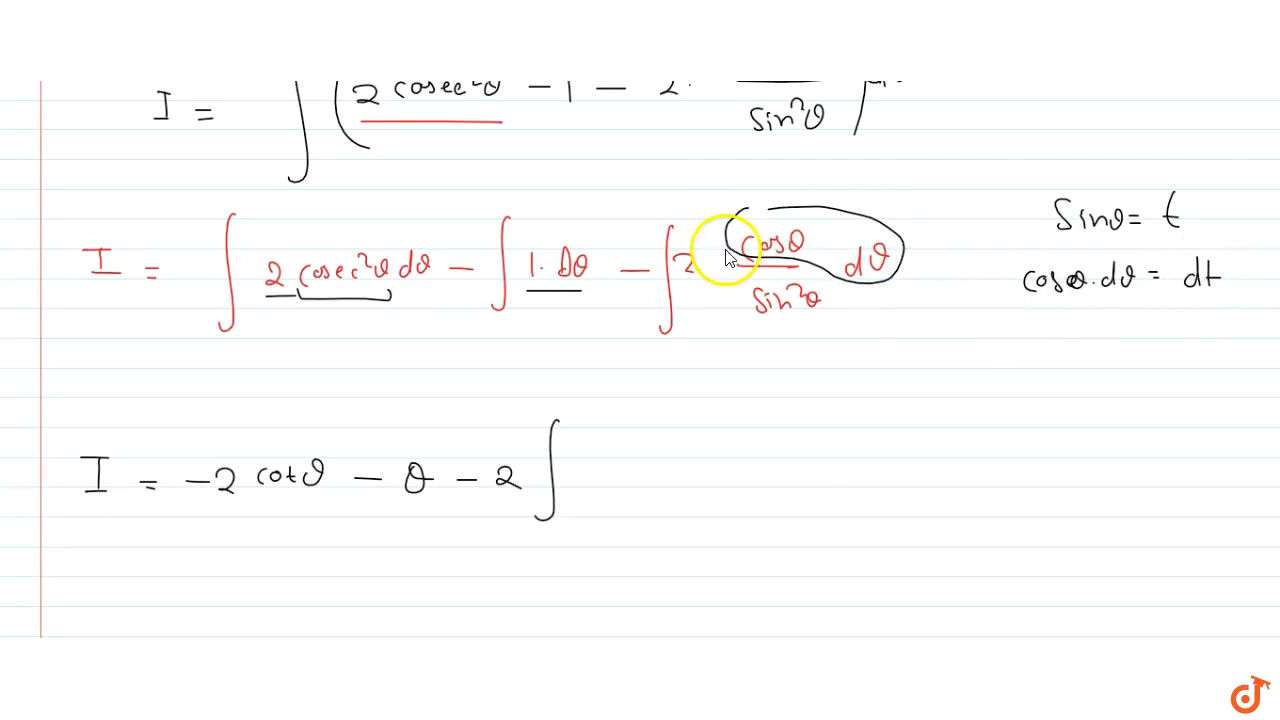 I = ∫ ( 2 cosec²θ - 1 - 2. / sin²θ )
I = ∫ 2 cosec²θ dθ - ∫ 1. dθ - ∫ 2 cosθ / sin²θ dθ
sinθ = t
cosθ. dθ = dt
I = -2 cotθ - θ - 2 ∫